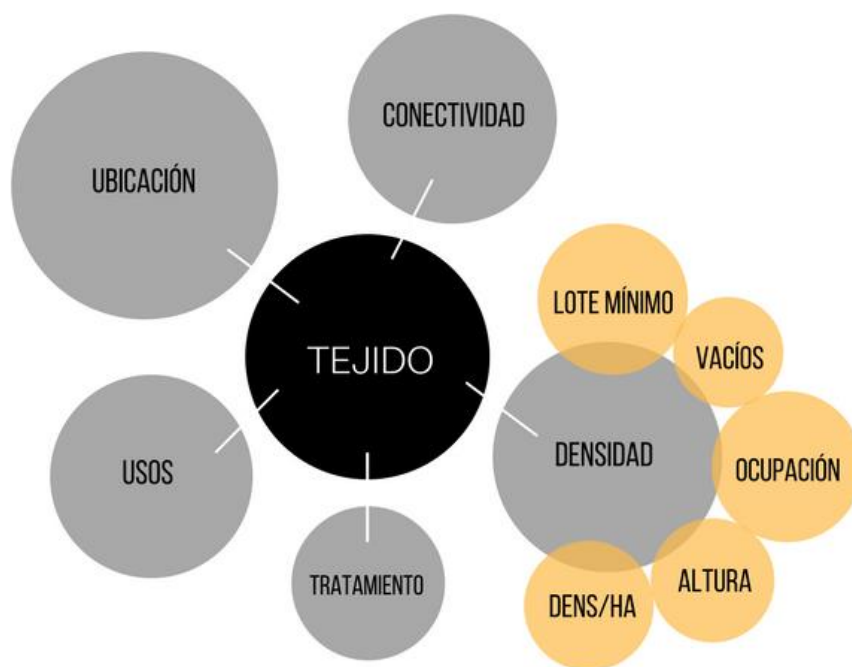 CONECTIVIDAD
UBICACIÓN
LOTE MÍNIMO
TEJIDO
VACÍOS
DENSIDAD
USOS
OCUPACIÓN
TRATAMIENTO
ALTURA
DENS/HA